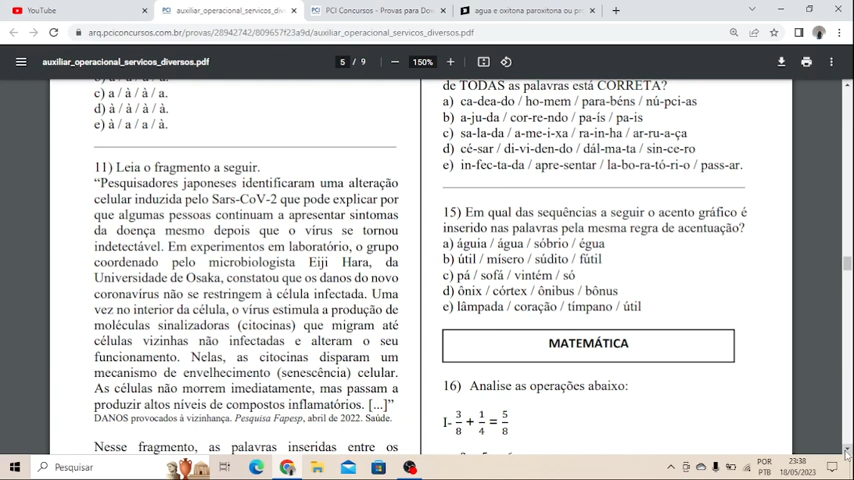 YouTube
auxiliar_operacional_servicos_div
PCI Concursos - Provas para Dow
agua e oxitona paroxitona ou pr
arq.pciconcursos.com.br/provas/28942742/809657f23a9d/auxiliar_operacional_servicos_diversos.pdf
auxiliar_operacional_servicos_diversos.pdf
5 / 9
150%
c) a / à / à / a.
d) à / à / à / à.
e) à / a / a / à.
11) Leia o fragmento a seguir.
“Pesquisadores japoneses identificaram uma alteração
celular induzida pelo Sars-CoV-2 que pode explicar por
que algumas pessoas continuam a apresentar sintomas
da doença mesmo depois que o vírus se tornou
indetectável. Em experimentos em laboratório, o grupo
coordenado pelo microbiologista Eiji Hara, da
Universidade de Osaka, constatou que os danos do novo
coronavírus não se restringem à célula infectada. Uma
vez no interior da célula, o vírus estimula a produção de
moléculas sinalizadoras (citocinas) que migram até
células vizinhas não infectadas e alteram o seu
funcionamento. Nelas, as citocinas disparam um
mecanismo de envelhecimento (senescência) celular.
As células não morrem imediatamente, mas passam a
produzir altos níveis de compostos inflamatórios. [...]”
DANOS provocados à vizinhança. Pesquisa Fapesp, abril de 2022. Saúde.
Nesse fragmento, as palavras inseridas entre os
de TODAS as palavras está CORRETA?
a) ca-dea-do / ho-mem / para-béns / nú-pci-as
b) a-ju-da / cor-re-ndo / pa-ís / pa-is
c) sa-la-da / a-me-i-xa / ra-in-ha / ar-ru-a-ça
d) cé-sar / di-vi-den-do / dál-ma-ta / sin-ce-ro
e) in-fec-ta-da / apre-sentar / la-bo-ra-tó-ri-o / pass-ar.
15) Em qual das sequências a seguir o acento gráfico é
inserido nas palavras pela mesma regra de acentuação?
a) águia / água / sóbrio / égua
b) útil / mísero / súdito / fútil
c) pá / sofá / vintém / só
d) ônix / córtex / ônibus / bônus
e) lâmpada / coração / tímpano / útil
MATEMÁTICA
16) Analise as operações abaixo:
I- 3/8 + 1/4 = 5/8
Pesquisar
POR
PTB
23:38
18/05/2023